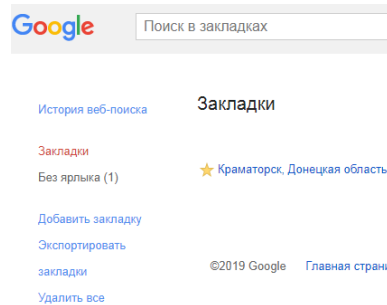 Google
Поиск в закладках
История веб-поиска
Закладки
Закладки
Без ярлыка (1)
Краматорск, Донецкая область
Добавить закладку
Экспортировать
закладки
Удалить все
©2019 Google Главная